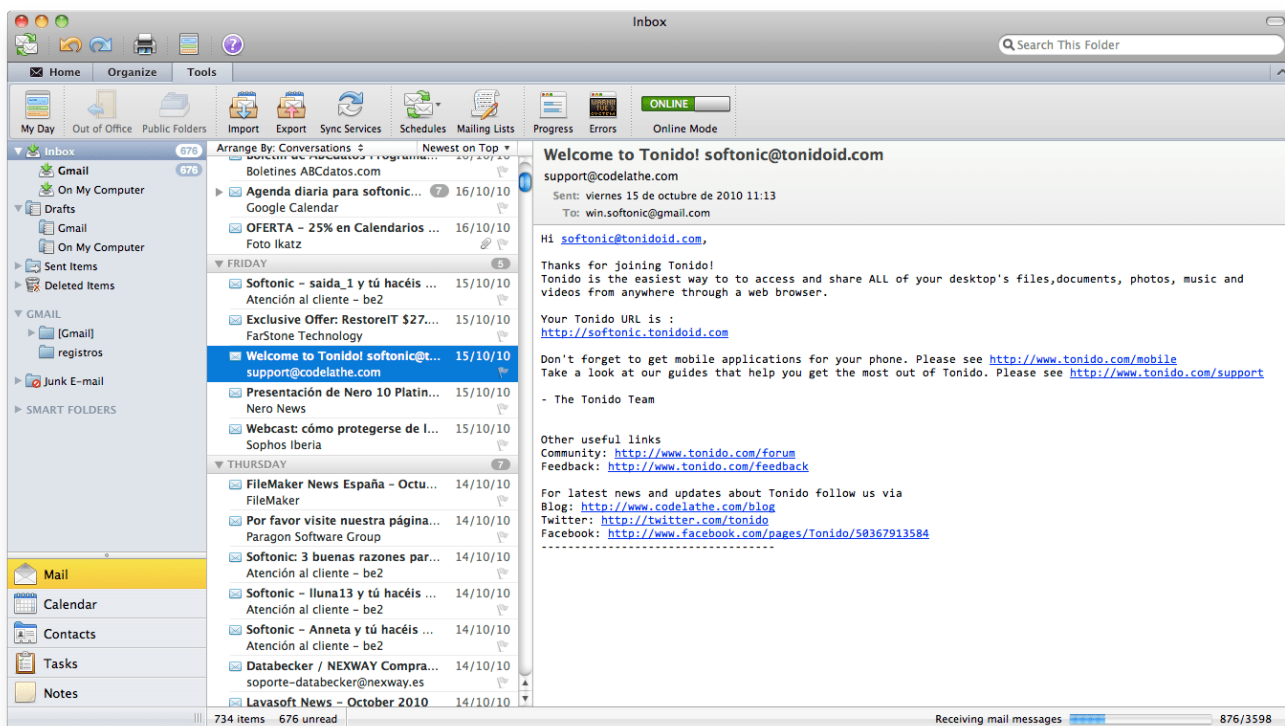 Inbox
Search This Folder
Home Organize Tools
My Day Out of Office Public Folders Import Export Sync Services Schedules Mailing Lists Progress Errors ONLINE Online Mode
Inbox 676
Gmail 676
On My Computer
Drafts
Gmail
On My Computer
Sent Items
Deleted Items
GMAIL
[Gmail]
registros
Junk E-mail
SMART FOLDERS
Mail
Calendar
Contacts
Tasks
Notes
Arrange By: Conversations Newest on Top
Boletín de ABCdatos Programa... 16/10/10
Boletines ABCdatos.com
Agenda diaria para softonic... 7 16/10/10
Google Calendar
OFERTA - 25% en Calendarios ... 16/10/10
Foto Ikatz
FRIDAY 5
Softonic - saida_1 y tú hacéis ... 15/10/10
Atención al cliente - be2
Exclusive Offer: RestoreIT $27.... 15/10/10
FarStone Technology
Welcome to Tonido! softonic@t... 15/10/10
support@codelathe.com
Presentación de Nero 10 Platin... 15/10/10
Nero News
Webcast: cómo protegerse de l... 15/10/10
Sophos Iberia
THURSDAY 7
FileMaker News España - Octu... 14/10/10
FileMaker
Por favor visite nuestra página... 14/10/10
Paragon Software Group
Softonic: 3 buenas razones par... 14/10/10
Atención al cliente - be2
Softonic - lluna13 y tú hacéis ... 14/10/10
Atención al cliente - be2
Softonic - Anneta y tú hacéis ... 14/10/10
Atención al cliente - be2
Databecker / NEXWAY Compra... 14/10/10
soporte-databecker@nexway.es
Lavasoft News - October 2010 14/10/10
Welcome to Tonido! softonic@tonidoid.com
support@codelathe.com
Sent: viernes 15 de octubre de 2010 11:13
To: win.softonic@gmail.com
Hi softonic@tonidoid.com,
Thanks for joining Tonido!
Tonido is the easiest way to to access and share ALL of your desktop's files,documents, photos, music and
videos from anywhere through a web browser.
Your Tonido URL is :
http://softonic.tonidoid.com
Don't forget to get mobile applications for your phone. Please see http://www.tonido.com/mobile
Take a look at our guides that help you get the most out of Tonido. Please see http://www.tonido.com/support
- The Tonido Team
Other useful links
Community: http://www.tonido.com/forum
Feedback: http://www.tonido.com/feedback
For latest news and updates about Tonido follow us via
Blog: http://www.codelathe.com/blog
Twitter: http://twitter.com/tonido
Facebook: http://www.facebook.com/pages/Tonido/50367913584
-----------------------------------
734 items 676 unread
Receiving mail messages 876/3598